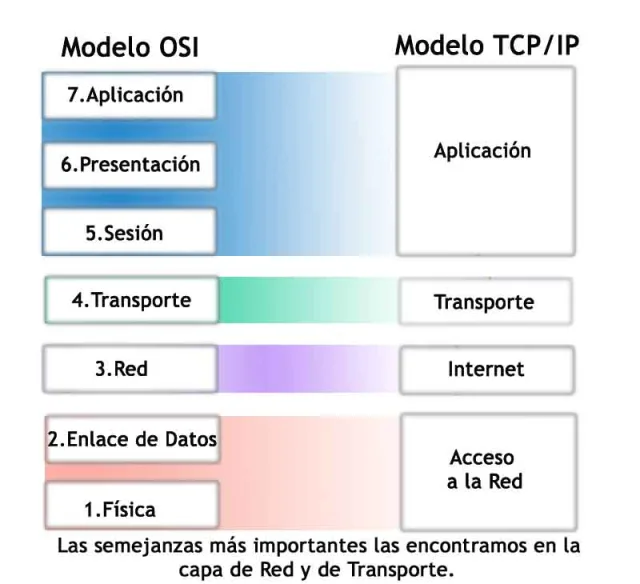 Modelo OSI
Modelo TCP/IP
7.Aplicación
6.Presentación
5.Sesión
Aplicación
4.Transporte
Transporte
3.Red
Internet
2.Enlace de Datos
1.Física
Acceso
a la Red
Las semejanzas más importantes las encontramos en la
capa de Red y de Transporte.